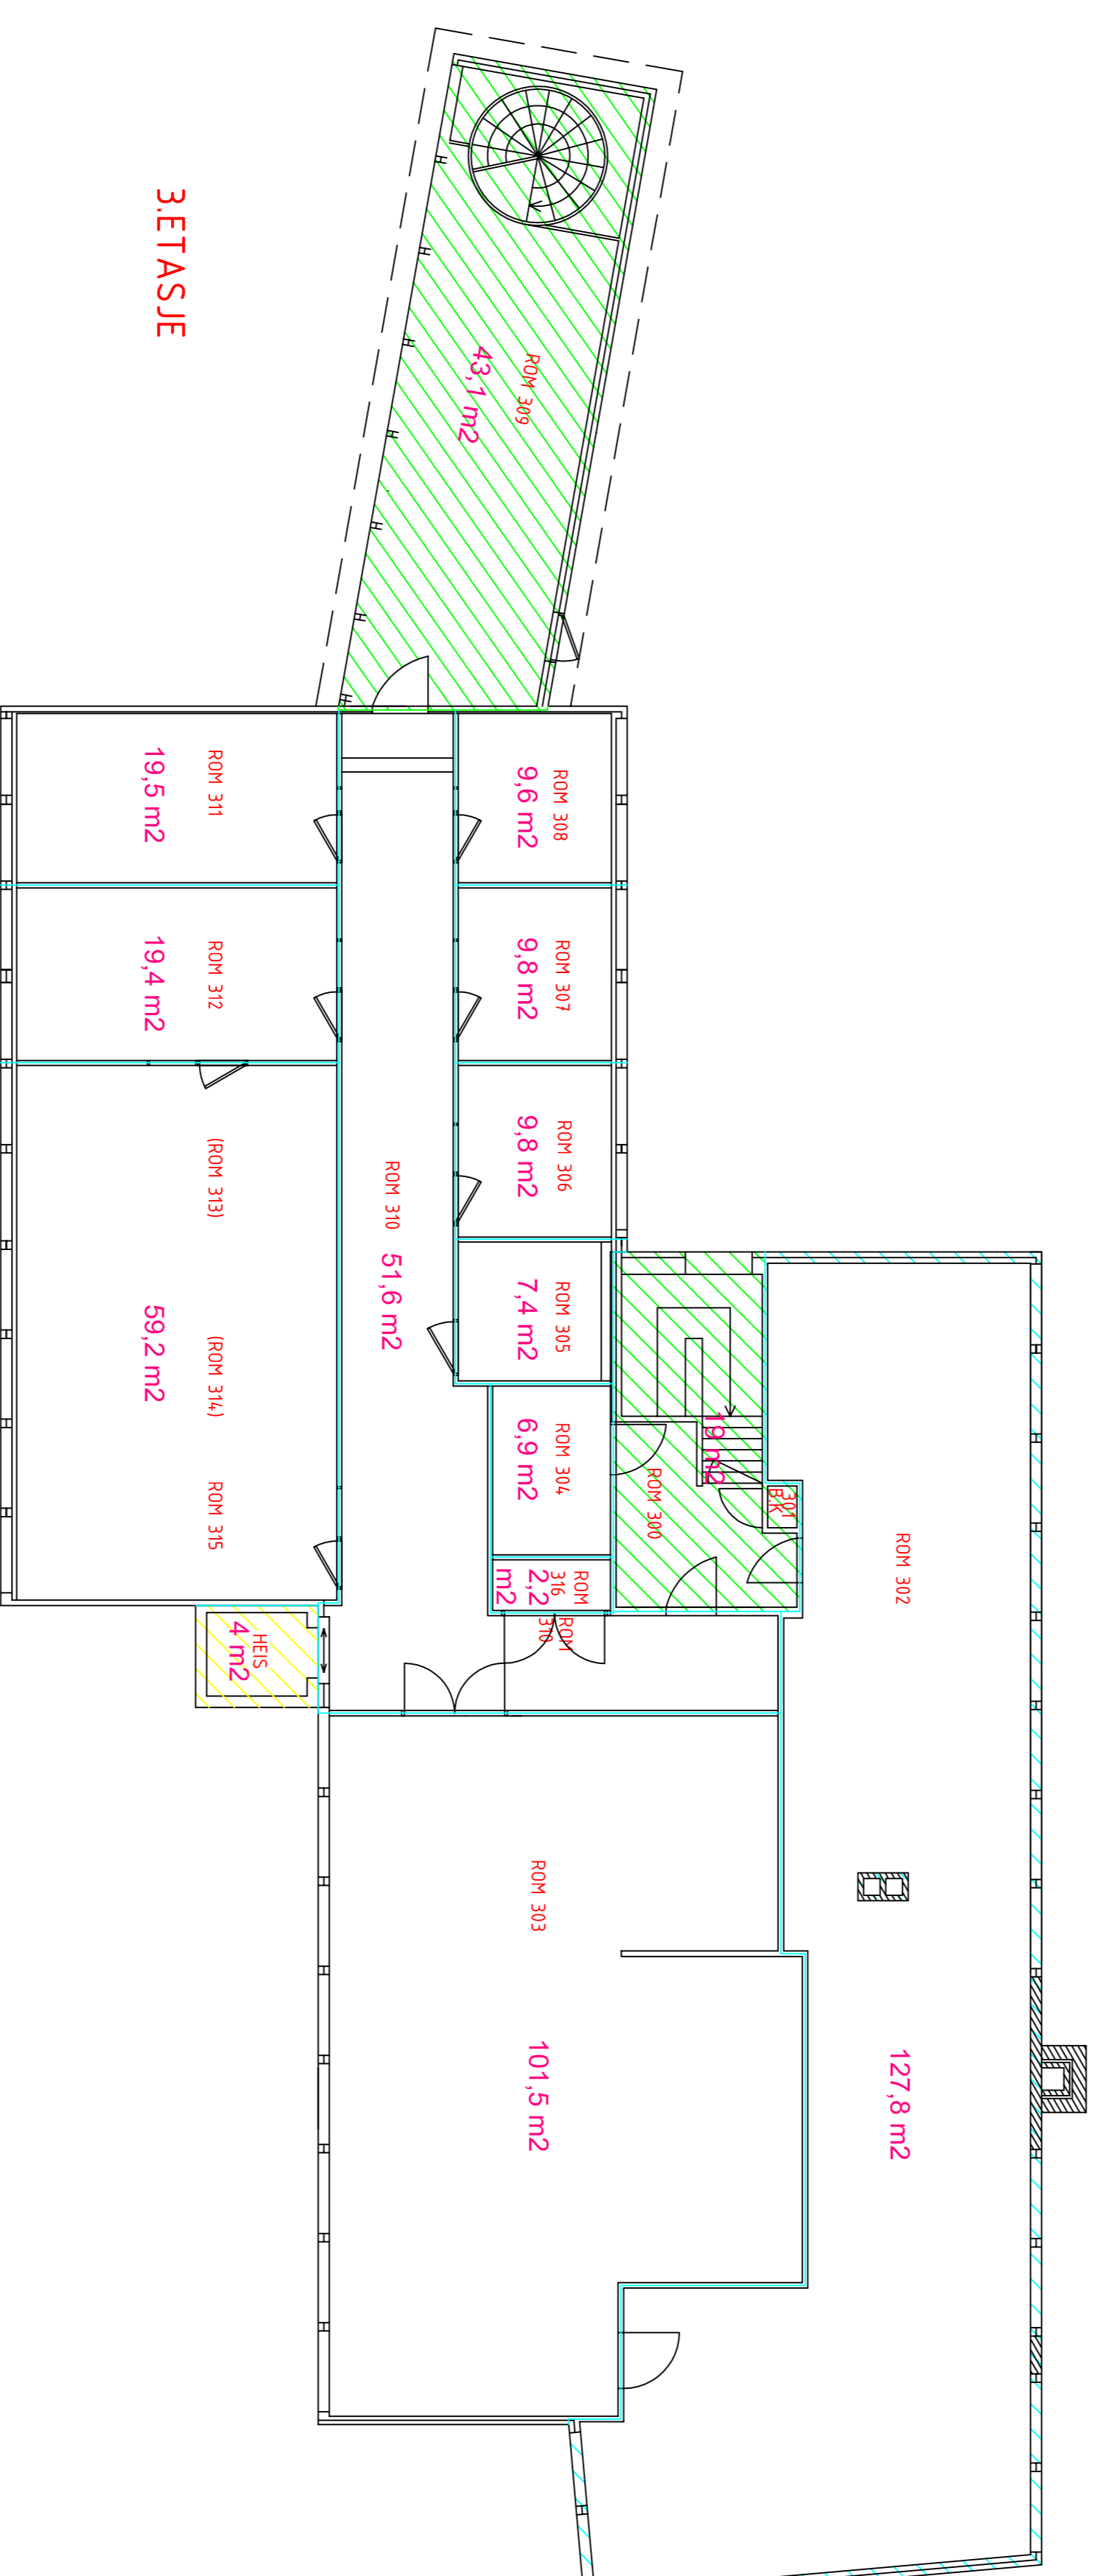 3.ETASJE
ROM 309
43,1 m2
ROM 308
9,6 m2
ROM 311
19,5 m2
ROM 307
9,8 m2
ROM 312
19,4 m2
ROM 306
9,8 m2
(ROM 313)
ROM 310
51,6 m2
ROM 305
7,4 m2
59,2 m2
(ROM 314)
ROM 315
ROM 304
6,9 m2
19 m2
ROM 300
301
B.K
ROM 302
ROM
316
2,2
m2
ROM
310
HEIS
4 m2
ROM 303
101,5 m2
127,8 m2